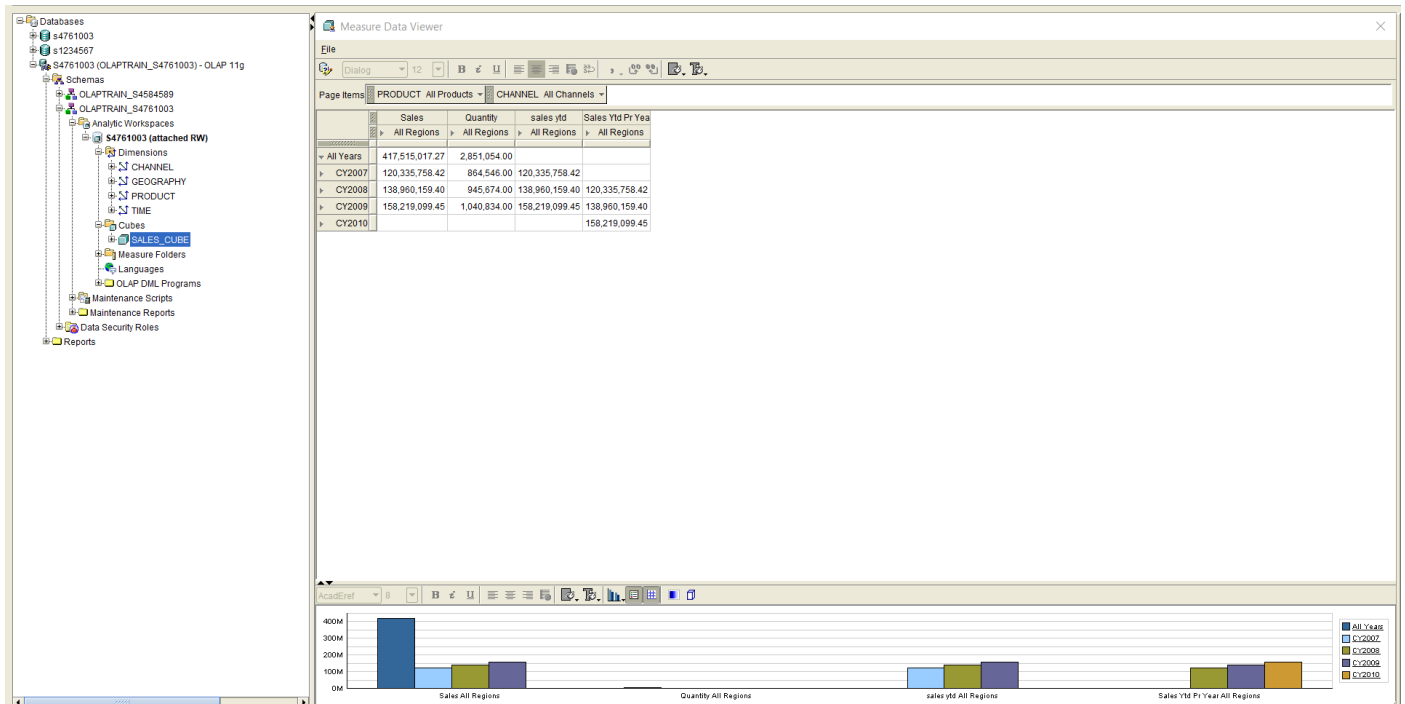 Databases
s4761003
s1234567
S4761003 (OLAPTRAIN_S4761003) - OLAP 11g
Schemas
OLAPTRAIN_S4584589
OLAPTRAIN_S4761003
Analytic Workspaces
S4761003 (attached RW)
Dimensions
CHANNEL
GEOGRAPHY
PRODUCT
TIME
Cubes
SALES_CUBE
Measure Folders
Languages
OLAP DML Programs
Maintenance Scripts
Maintenance Reports
Data Security Roles
Reports
Measure Data Viewer
File
Dialog 12 B i U
Page Items PRODUCT All Products CHANNEL All Channels
Sales Quantity sales ytd Sales Ytd Pr Yea
All Regions All Regions All Regions All Regions
All Years 417,515,017.27 2,851,054.00
CY2007 120,335,758.42 864,546.00 120,335,758.42
CY2008 138,960,159.40 945,674.00 138,960,159.40 120,335,758.42
CY2009 158,219,099.45 1,040,834.00 158,219,099.45 138,960,159.40
CY2010 158,219,099.45
AcadEref 8 B i U
400M
300M
200M
100M
0M
Sales All Regions Quantity All Regions sales ytd All Regions Sales Ytd Pr Year All Regions
All Years
CY2007
CY2008
CY2009
CY2010